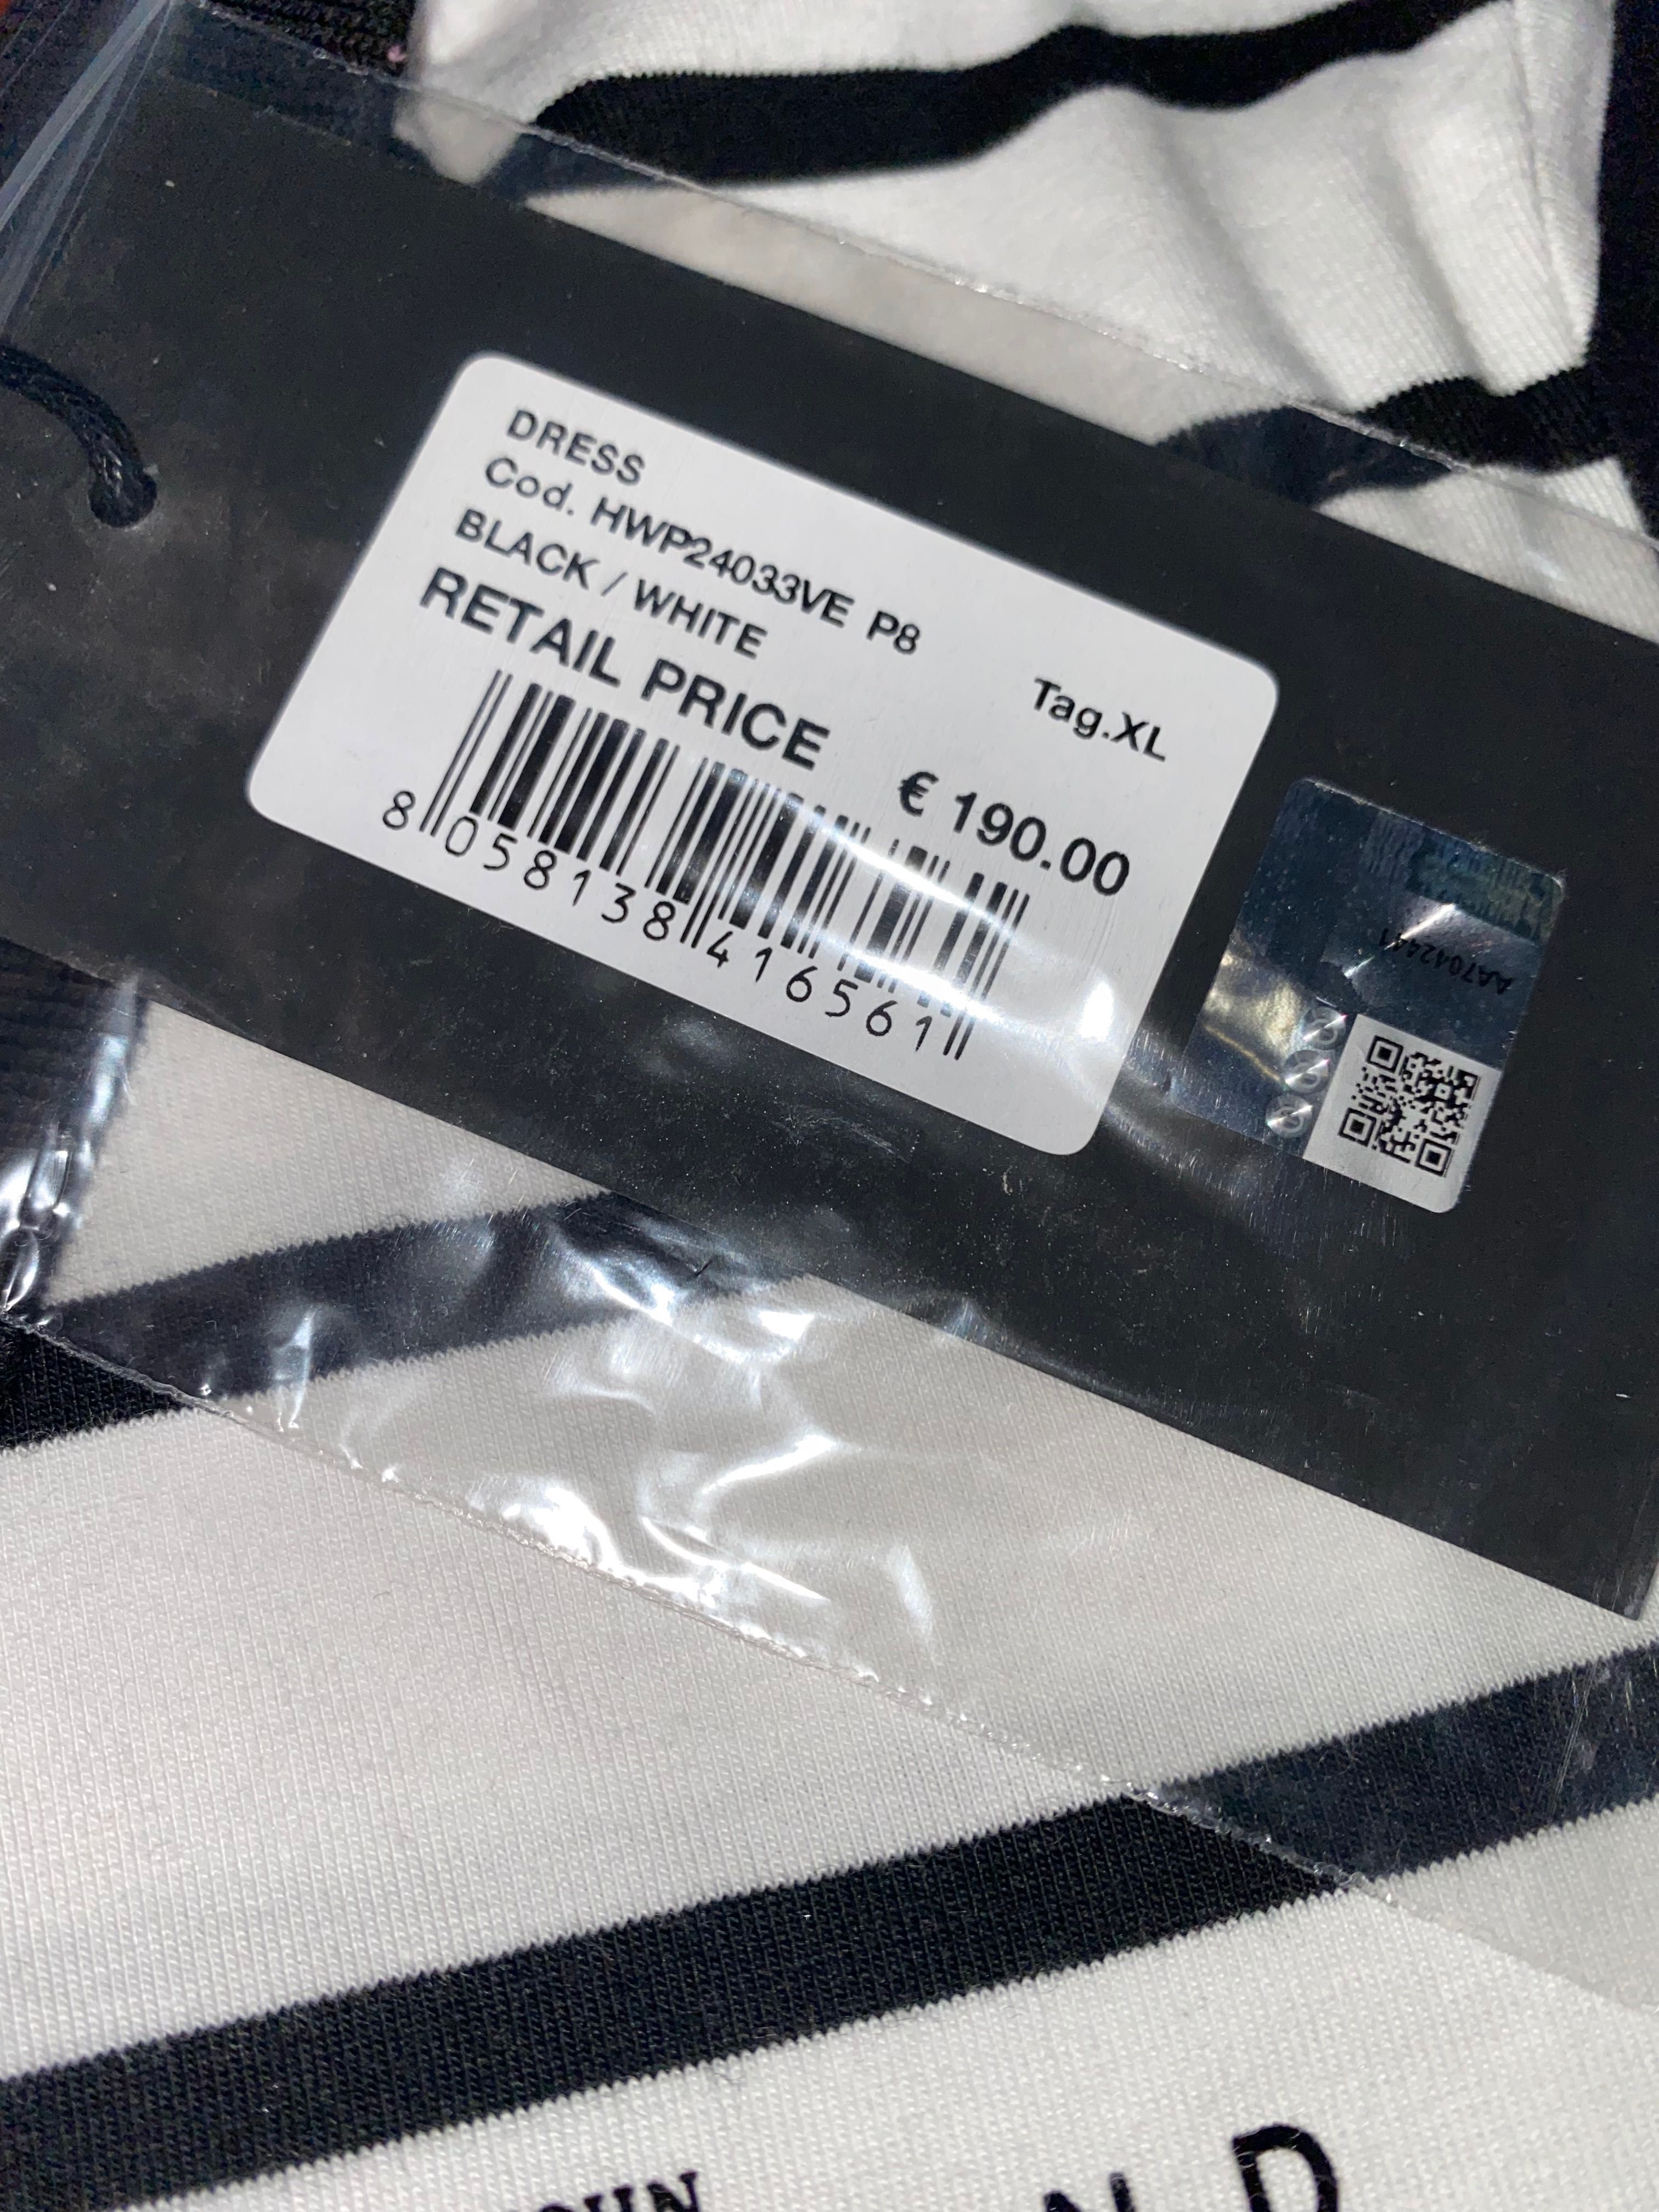 DRESS
Cod. HWP24033VE P8
BLACK / WHITE
Tag.XL
RETAIL PRICE
€ 190.00
8 058138 416561